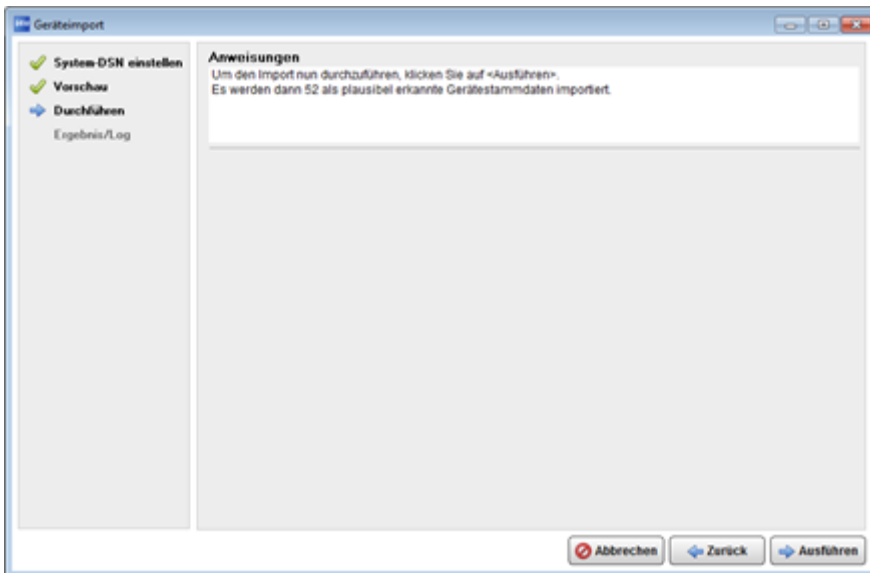 Geräteimport
System-DSN einstellen
Vorschau
Durchführen
Ergebnis/Log
Anweisungen
Um den Import nun durchzuführen, klicken Sie auf <Ausführen>.
Es werden dann 52 als plausibel erkannte Gerätestammdaten importiert.
Abbrechen
Zurück
Ausführen